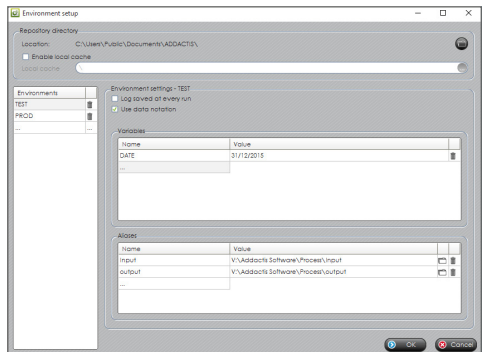 Environment setup
Repository directory
Location: C:\Users\Public\Documents\ADDACTIS\
Enable local cache
Local cache \
Environments
TEST
PROD
... ...
Environment settings - TEST
Log saved at every run
Use data notation
Variables
Name Value
DATE 31/12/2015
...
Aliases
Name Value
input V:\Addactis Software\Process\input
output V:\Addactis Software\Process\output
...
OK Cancel